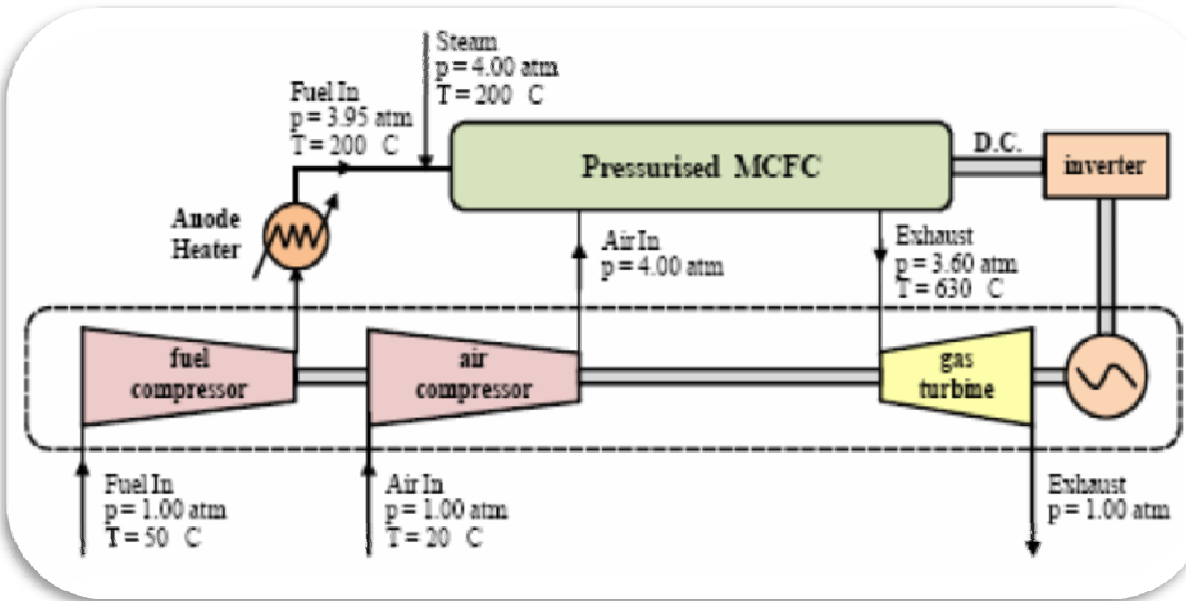 Steam
p = 4.00 atm
T = 200 C
Fuel In
p = 3.95 atm
T = 200 C
D.C.
Pressurised MCFC
inverter
Anode
Heater
Air In
p = 4.00 atm
Exhaust
p = 3.60 atm
T = 630 C
fuel
compressor
air
compressor
gas
turbine
Fuel In
p = 1.00 atm
T = 50 C
Air In
p = 1.00 atm
T = 20 C
Exhaust
p = 1.00 atm